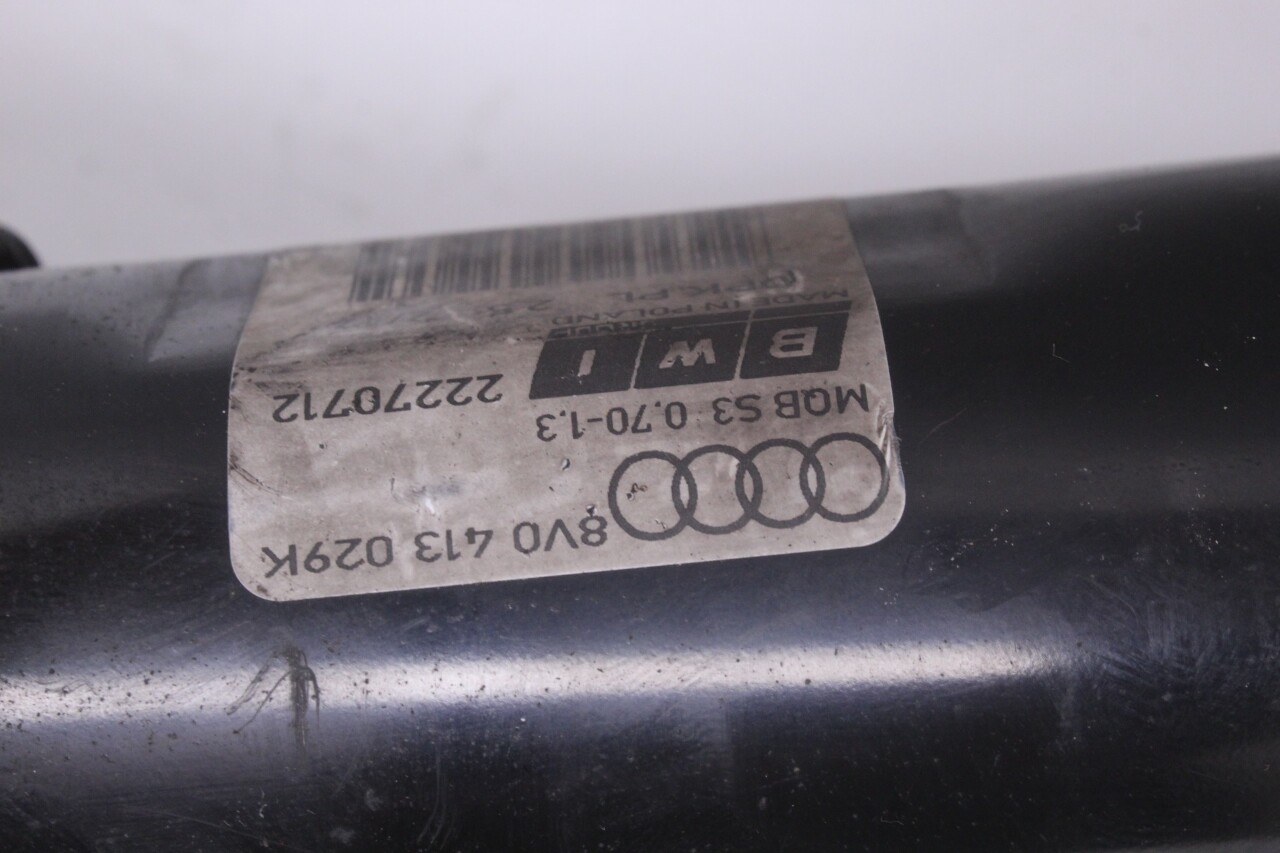 8V0 413 029K
MQB S3 0.70-1.3
BWI
22270712
MADE IN POLAND